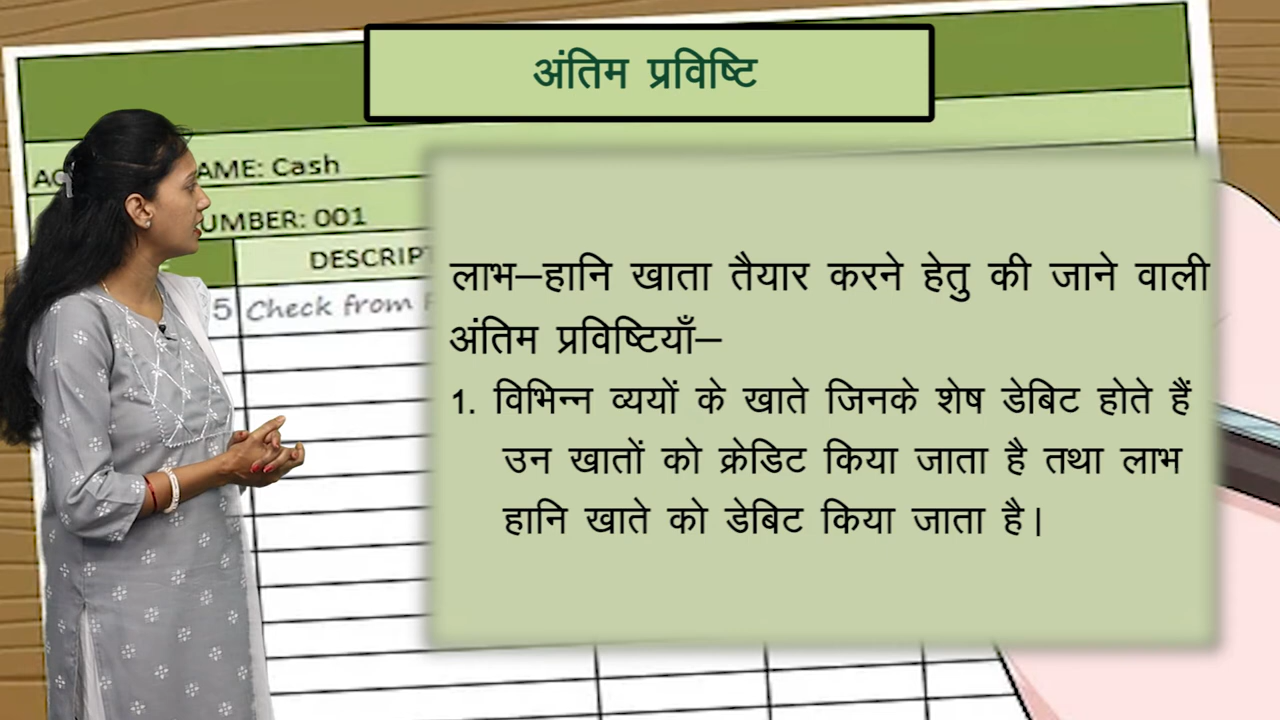 अंतिम प्रविष्टि
AME: Cash
UMBER: 001
DESCRIPT
5 Check from
लाभ–हानि खाता तैयार करने हेतु की जाने वाली
अंतिम प्रविष्टियाँ–
1. विभिन्न व्ययों के खाते जिनके शेष डेबिट होते हैं
उन खातों को क्रेडिट किया जाता है तथा लाभ
हानि खाते को डेबिट किया जाता है।